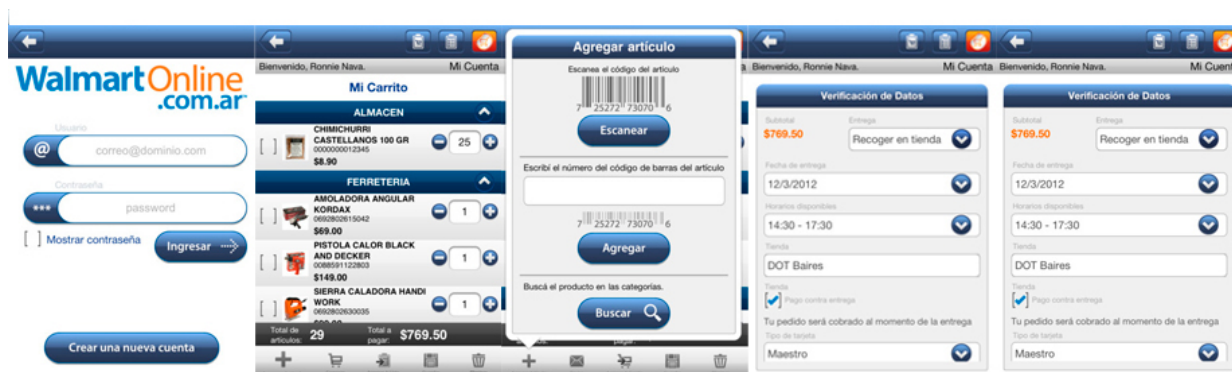 Walmart Online
.com.ar
Usuario
@ correo@dominio.com
Contraseña
*** password
[ ] Mostrar contraseña
Ingresar
Crear una nueva cuenta
Bienvenido, Ronnie Nava. Mi Cuenta
Mi Carrito
ALMACEN
CHIMICHURRI
CASTELLANOS 100 GR
0000000012345
$8.90
25
FERRETERIA
AMOLADORA ANGULAR
KORDAX
0692802615042
$69.00
1
PISTOLA CALOR BLACK
AND DECKER
0088591122803
$149.00
1
SIERRA CALADORA HANDI
WORK
0692802630035
1
Total de
artículos:
29
Total a
pagar:
$769.50
Agregar artículo
Escanea el código del artículo
7 25272 73070 6
Escanear
Escribí el número del código de barras del artículo
7 25272 73070 6
Agregar
Buscá el producto en las categorías.
Buscar
Bienvenido, Ronnie Nava. Mi Cuenta
Verificación de Datos
Subtotal Entrega
$769.50 Recoger en tienda
Fecha de entrega
12/3/2012
Horarios disponibles
14:30 - 17:30
Tienda
DOT Baires
Tienda
Pago contra entrega
Tu pedido será cobrado al momento de la entrega
Tipo de tarjeta
Maestro
Bienvenido, Ronnie Nava. Mi Cuent
Verificación de Datos
Subtotal Entrega
$769.50 Recoger en tienda
Fecha de entrega
12/3/2012
Horarios disponibles
14:30 - 17:30
Tienda
DOT Baires
Tienda
Pago contra entrega
Tu pedido será cobrado al momento de la entrega
Tipo de tarjeta
Maestro